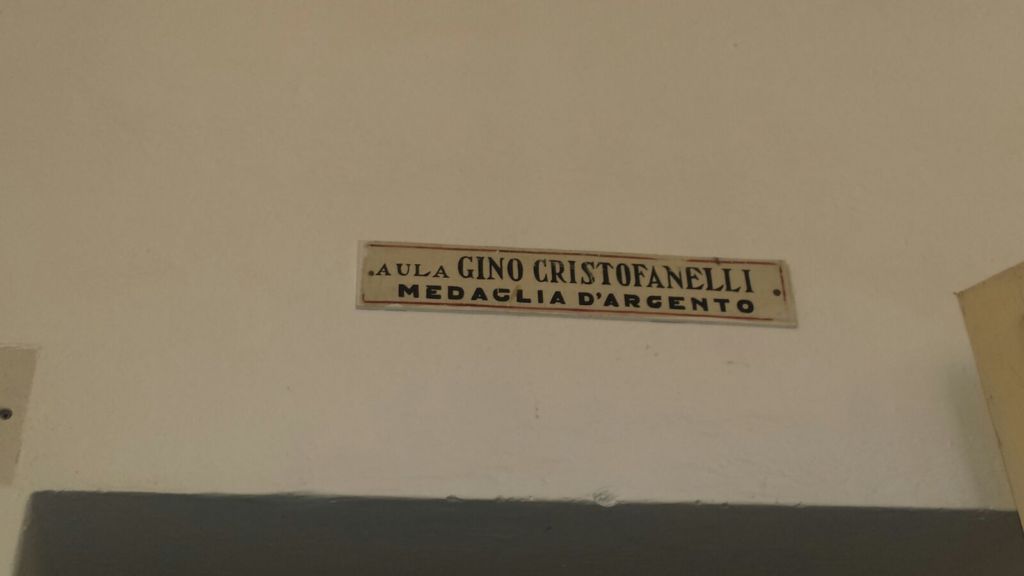 AULA GINO CRISTOFANELLI
MEDAGLIA D'ARGENTO